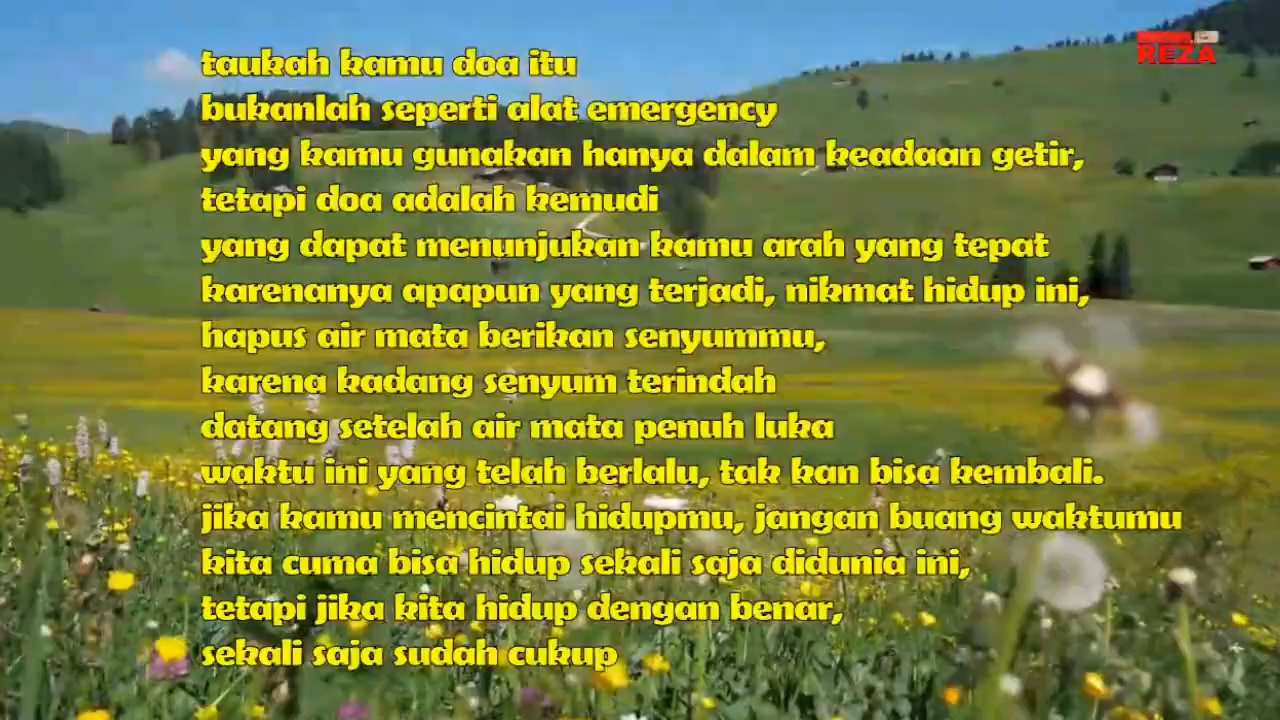 REZA
taukah kamu doa itu
bukanlah seperti alat emergency
yang kamu gunakan hanya dalam keadaan getir,
tetapi doa adalah kemudi
yang dapat menunjukan kamu arah yang tepat
karenanya apapun yang terjadi, nikmat hidup ini,
hapus air mata berikan senyummu,
karena kadang senyum terindah
datang setelah air mata penuh luka
waktu ini yang telah berlalu, tak kan bisa kembali.
jika kamu mencintai hidupmu, jangan buang waktumu
kita cuma bisa hidup sekali saja didunia ini,
tetapi jika kita hidup dengan benar,
sekali saja sudah cukup